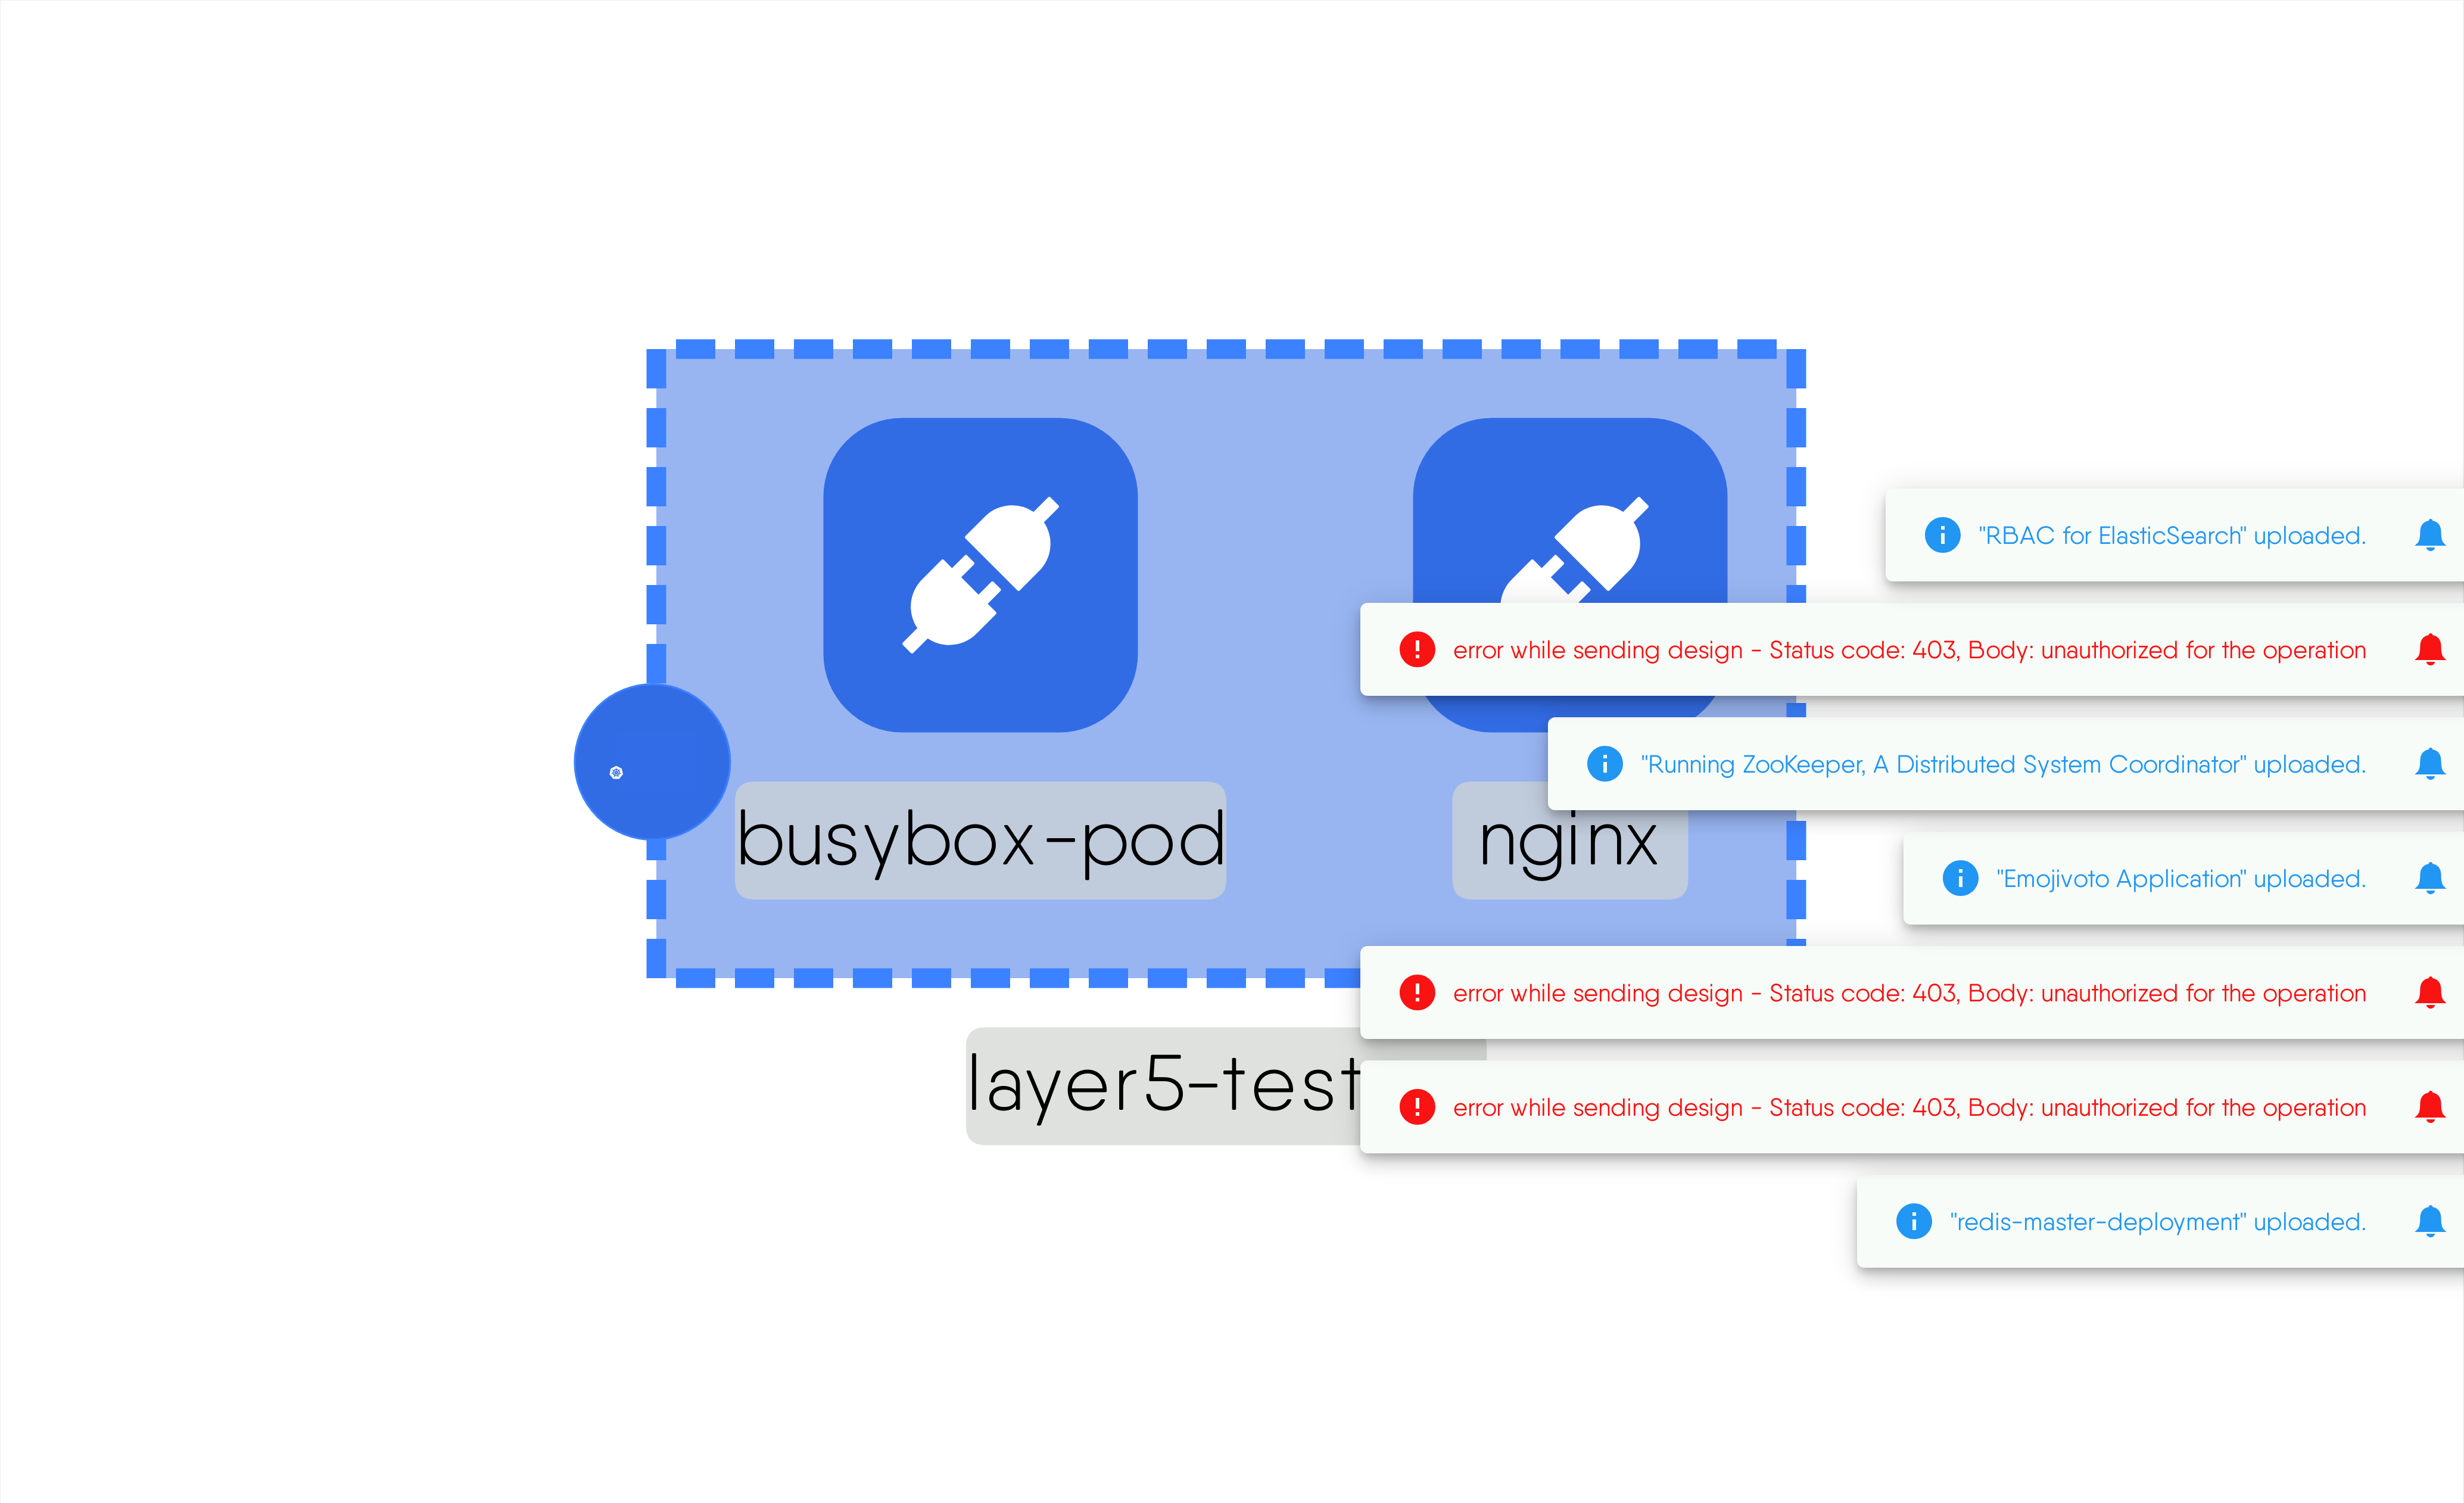 busybox-pod
nginx
layer5-test
"RBAC for ElasticSearch" uploaded.
error while sending design - Status code: 403, Body: unauthorized for the operation
"Running ZooKeeper, A Distributed System Coordinator" uploaded.
"Emojivoto Application" uploaded.
error while sending design - Status code: 403, Body: unauthorized for the operation
error while sending design - Status code: 403, Body: unauthorized for the operation
"redis-master-deployment" uploaded.